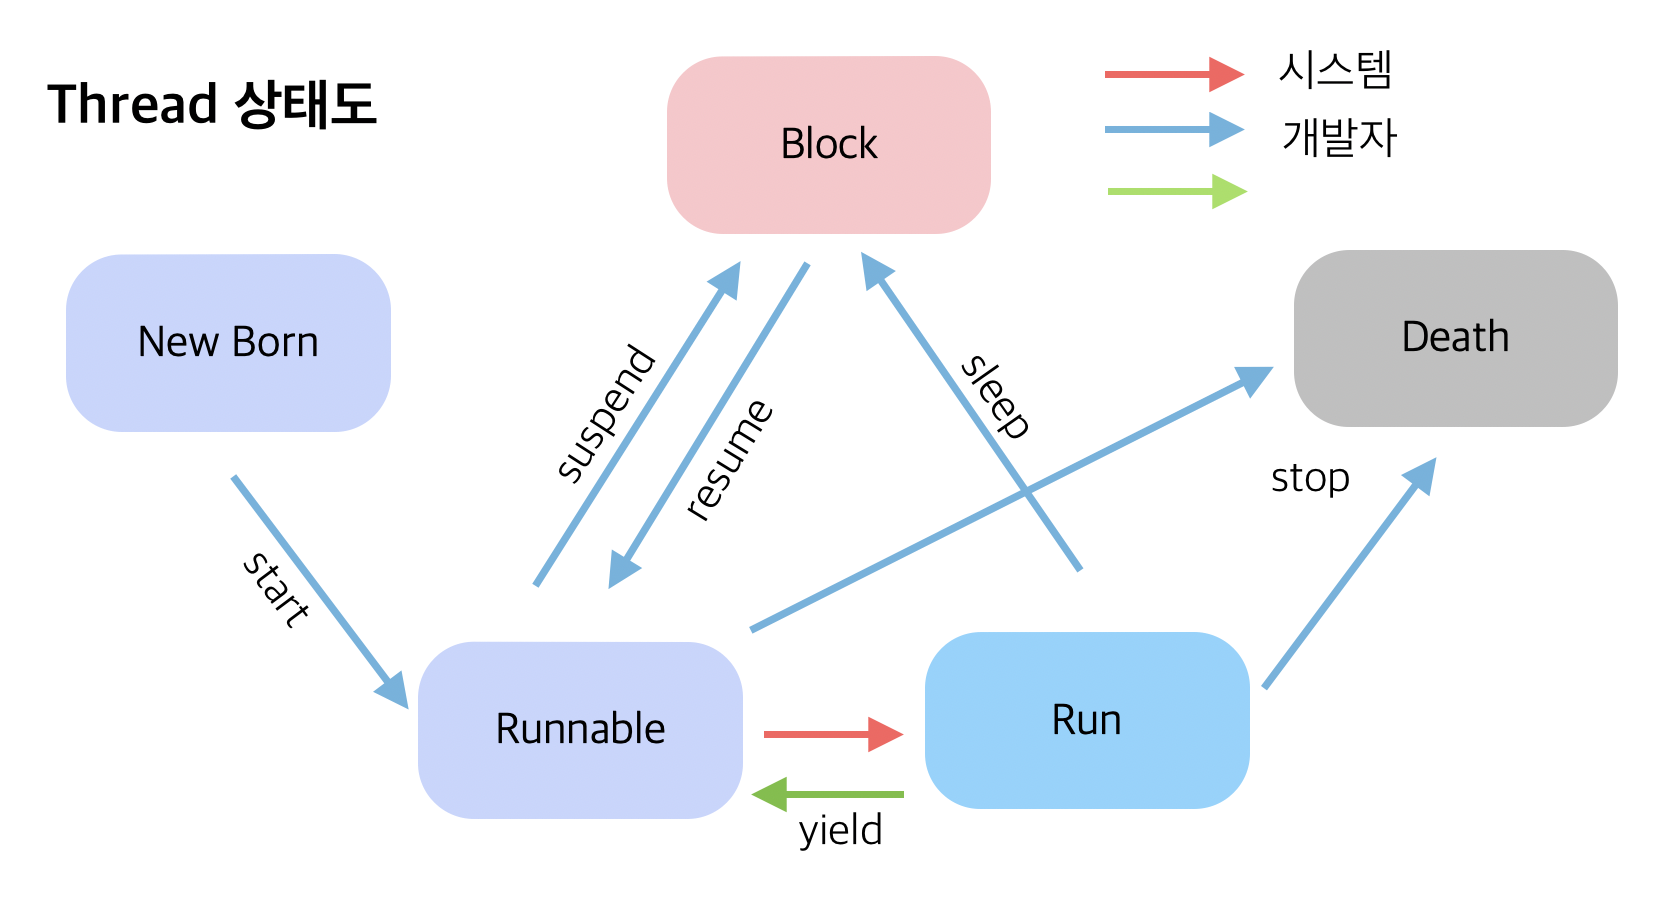 Thread 상태도
시스템
개발자
Block
New Born
Death
suspend
resume
sleep
stop
start
Runnable
Run
yield